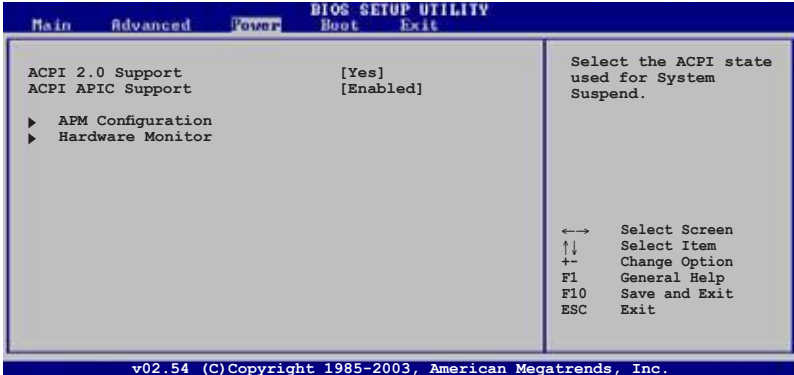 BIOS SETUP UTILITY
Main Advanced Power Boot Exit
ACPI 2.0 Support [Yes]
ACPI APIC Support [Enabled]
▶ APM Configuration
▶ Hardware Monitor
Select the ACPI state
used for System
Suspend.
←→ Select Screen
↑↓ Select Item
+- Change Option
F1 General Help
F10 Save and Exit
ESC Exit
v02.54 (C)Copyright 1985-2003, American Megatrends, Inc.